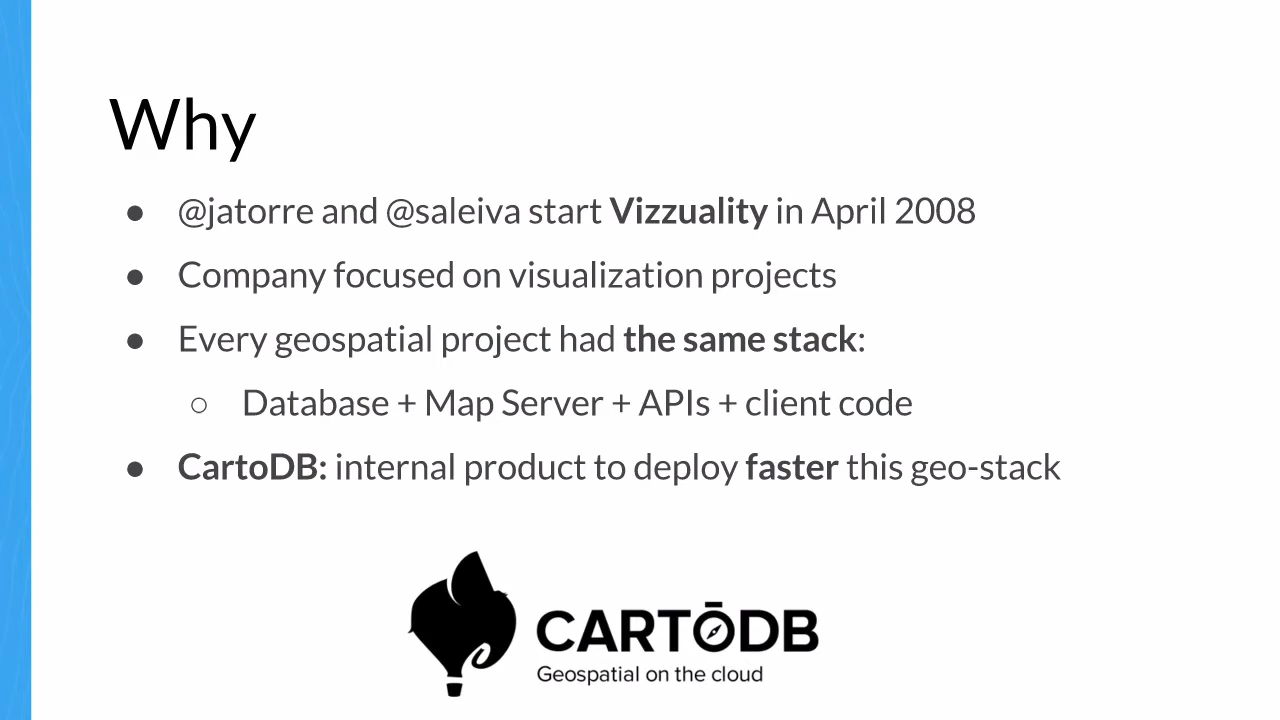 Why
● @jatorre and @saleiva start Vizzuality in April 2008
● Company focused on visualization projects
● Every geospatial project had the same stack:
○ Database + Map Server + APIs + client code
● CartoDB: internal product to deploy faster this geo-stack
CARTŌDB
Geospatial on the cloud